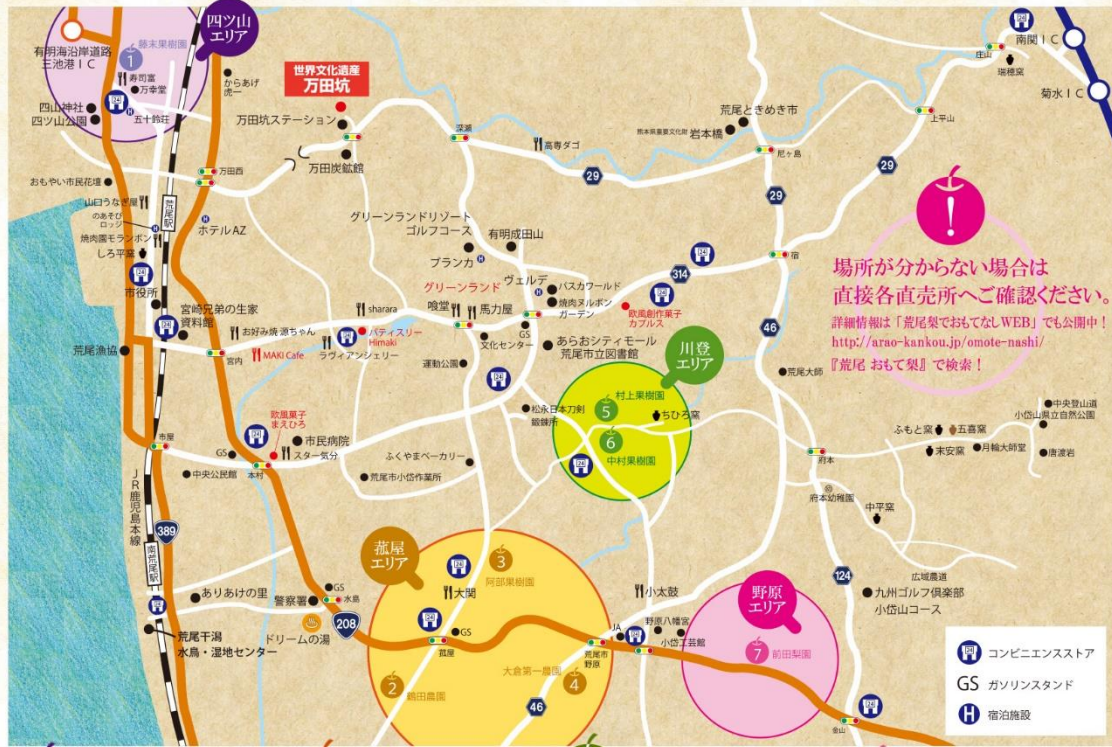 四ツ山
エリア
有明海沿岸道路
三池港IC
1
藤末果樹園
寿司富
万幸堂
四山神社
四ツ山公園
五十鈴荘
からあげ
虎一
世界文化遺産
万田坑
万田坑ステーション
万田炭鉱館
深瀬
高専ダゴ
荒尾ときめき市
熊本県重要文化財
岩本橋
尼ヶ島
29
29
29
庄山
瑞穂窯
南関IC
菊水IC
上平山
おもやい市民花壇
万田西
山口うなぎ屋
のあそび
ロッジ
荒尾駅
ホテルAZ
焼肉園モランボン
しろ平窯
市役所
宮崎兄弟の生家
資料館
荒尾漁協
グリーンランドリゾート
ゴルフコース
有明成田山
ブランカ
ヴェルデ
グリーンランド
パスカワールド
焼肉ヌルボン
ガーデン
314
宿
欧風創作菓子
カプルス
sharara
喰堂
馬力屋
お好み焼 源ちゃん
パティスリー
Himaki
宮内
MAKI Cafe
ラヴィアンシェリー
運動公園
文化センター
GS
あらおシティモール
荒尾市立図書館
川登
エリア
46
荒尾大師
場所が分からない場合は
直接各直売所へご確認ください。
詳細情報は「荒尾梨でおもてなしWEB」でも公開中!
http://arao-kankou.jp/omote-nashi/
『荒尾 おもて梨』で検索!
村上果樹園
5
6
中村果樹園
ちひろ窯
松永日本刀剣
鍛錬所
欧風菓子
まえひろ
市民病院
スター気分
市屋
GS
本村
中央公民館
ふくやまベーカリー
荒尾市小岱作業所
中央登山道
小岱山県立自然公園
ふもと窯
五喜窯
末安窯
月輪大師堂
唐渡岩
府本
府本幼稚園
中平窯
JR鹿児島本線
389
南荒尾駅
ありあけの里
警察署
GS
水島
ドリームの湯
208
荒尾干潟
水鳥・湿地センター
菰屋
エリア
3
阿部果樹園
大関
GS
菰屋
2
鶴田農園
大倉第一農園
4
46
荒尾市
野原
小太鼓
JA
野原八幡宮
小岱工芸館
野原
エリア
7
前田梨園
124
広域農道
九州ゴルフ倶楽部
小岱山コース
金山
コンビニエンスストア
GS ガソリンスタンド
H 宿泊施設